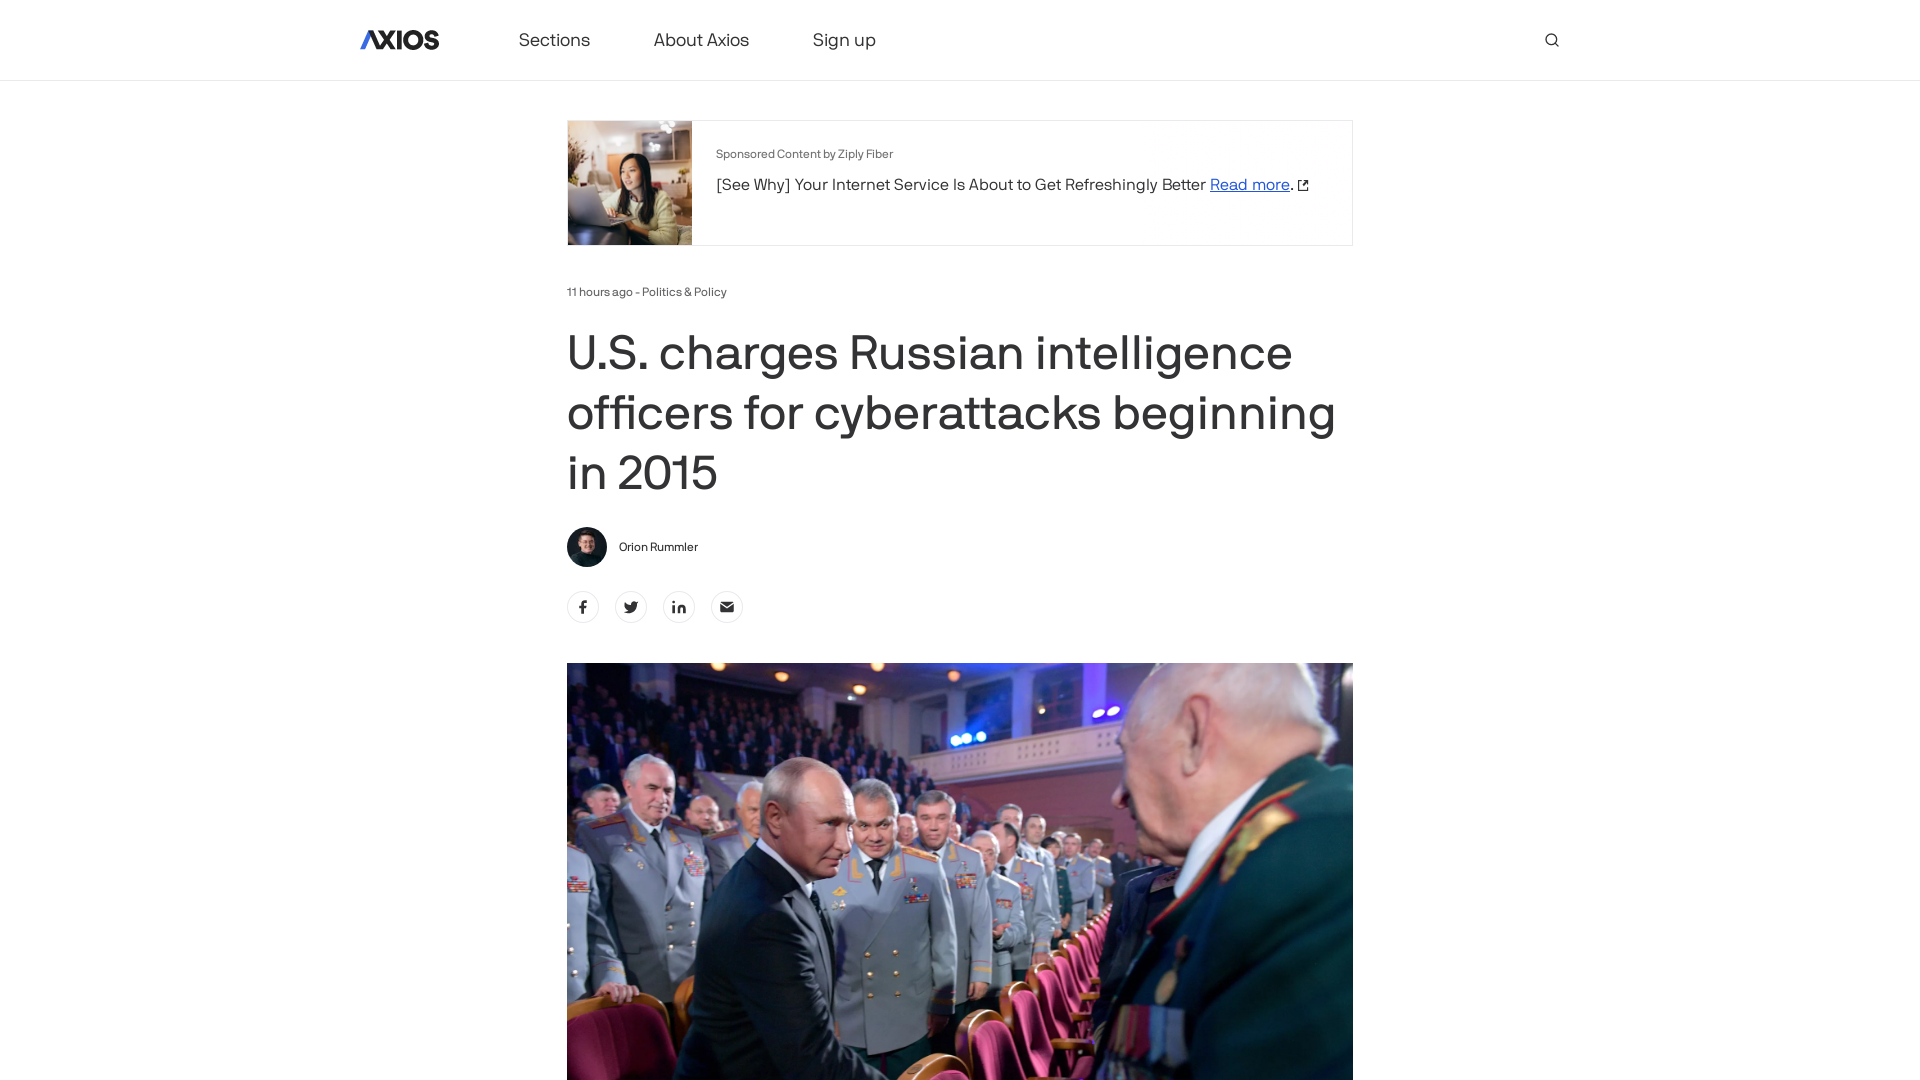 AXIOS
Sections
About Axios
Sign up
Sponsored Content by Ziply Fiber
[See Why] Your Internet Service Is About to Get Refreshingly Better Read more.
11 hours ago - Politics & Policy
U.S. charges Russian intelligence
officers for cyberattacks beginning
in 2015
Orion Rummler